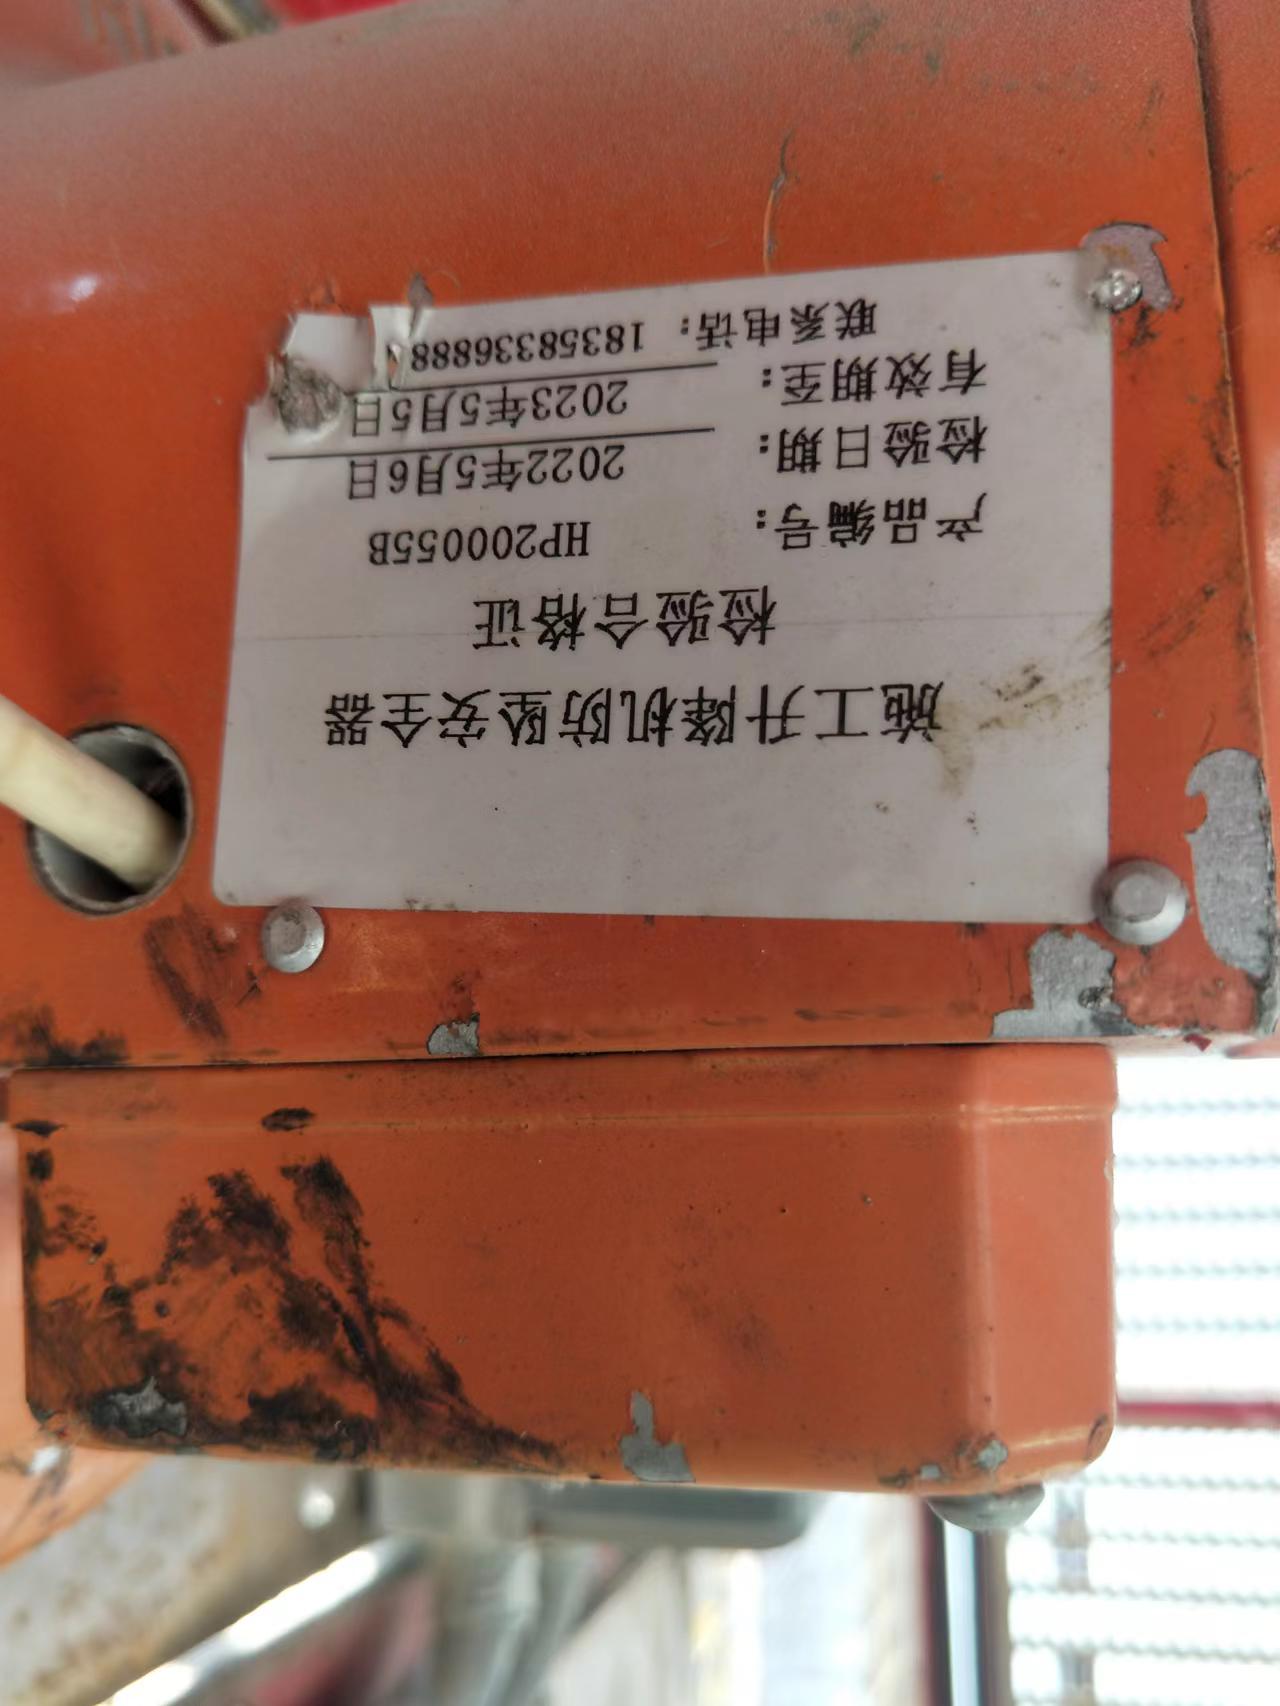 施工升降机防坠安全器
检验合格证
产品编号： HP200055B
检验日期： 2022年5月6日
有效期至： 2023年5月5日
联系电话：18358336888